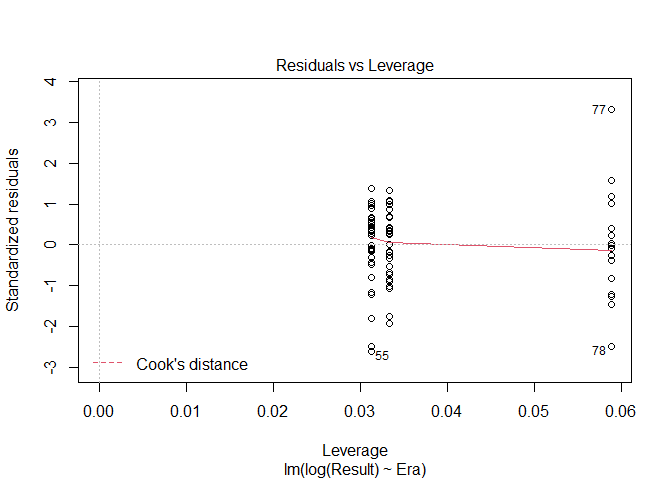 Residuals vs Leverage
Standardized residuals
4
3
2
1
0
-1
-2
-3
77
78
55
Cook's distance
0.00 0.01 0.02 0.03 0.04 0.05 0.06
Leverage
lm(log(Result) ~ Era)